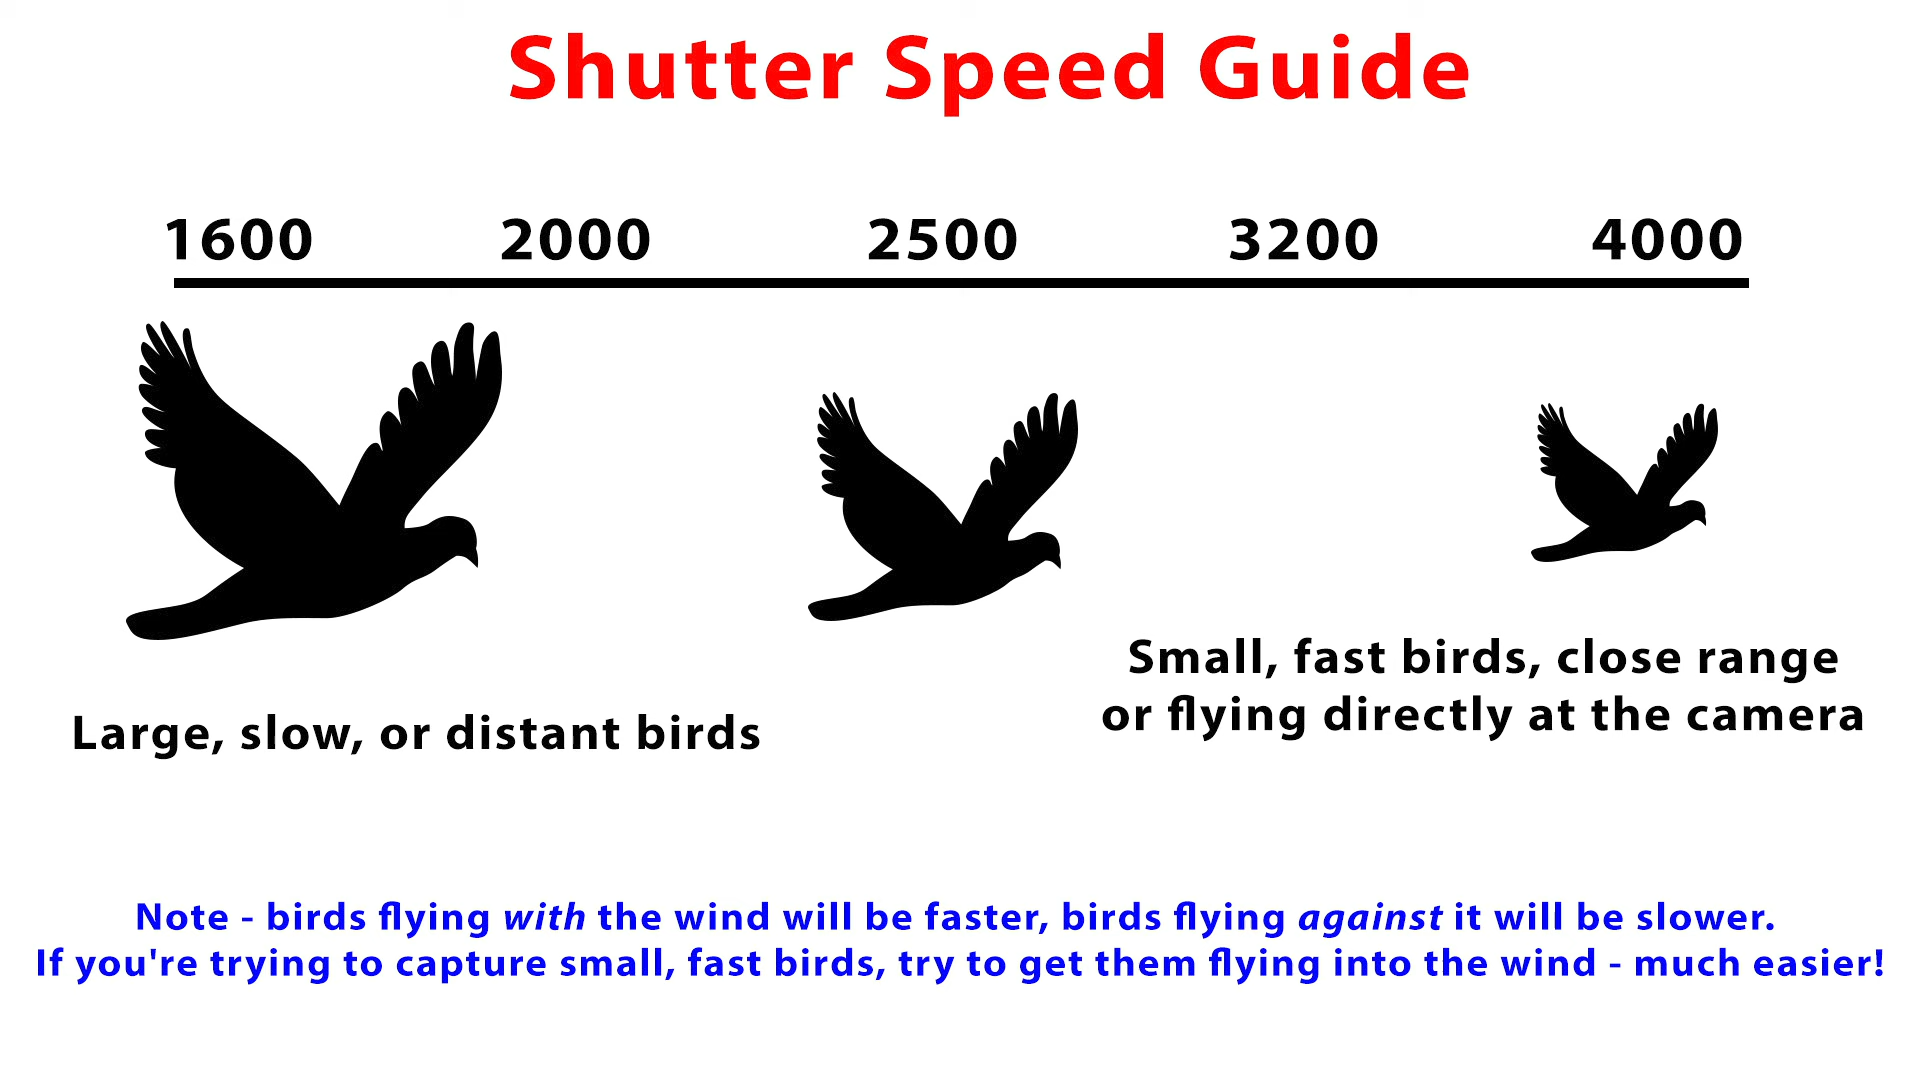 Shutter Speed Guide
1600 2000 2500 3200 4000
Large, slow, or distant birds
Small, fast birds, close range
or flying directly at the camera
Note - birds flying with the wind will be faster, birds flying against it will be slower.
If you're trying to capture small, fast birds, try to get them flying into the wind - much easier!